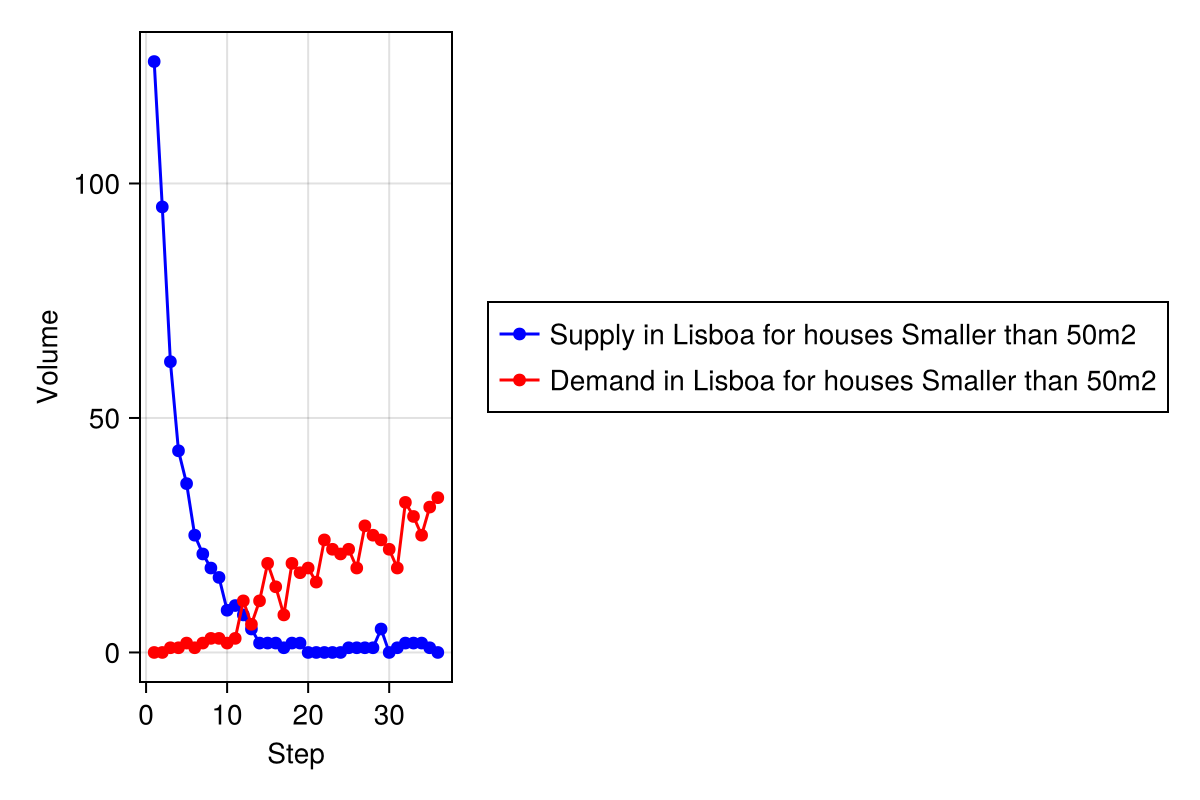 Volume
100
50
0
0 10 20 30
Step
Supply in Lisboa for houses Smaller than 50m2
Demand in Lisboa for houses Smaller than 50m2